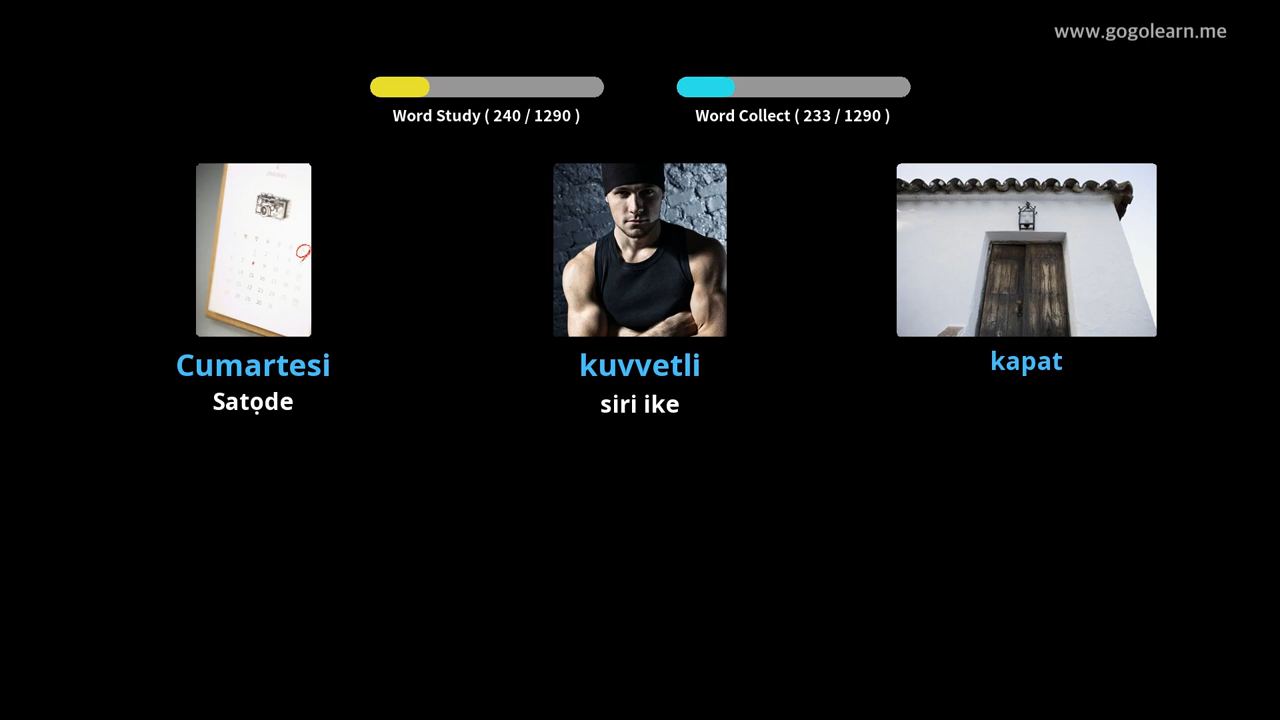 www.gogolearn.me
Word Study ( 240 / 1290 )
Word Collect ( 233 / 1290 )
Cumartesi
Satọde
kuvvetli
siri ike
kapat